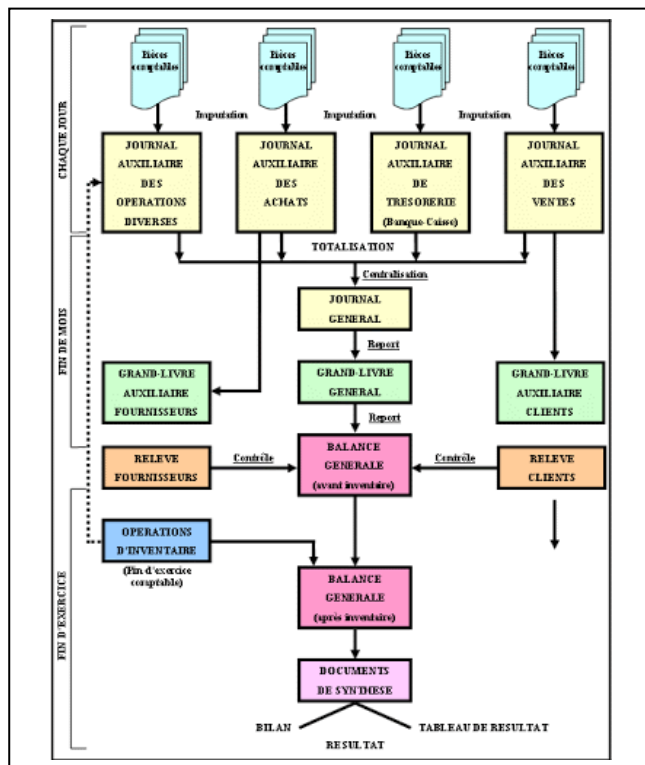 Pièces
comptables
Pièces
comptables
Pièces
comptables
Pièces
comptables
Imputation
Imputation
Imputation
CHAQUE JOUR
JOURNAL
AUXILIAIRE
DES
OPERATIONS
DIVERSES
JOURNAL
AUXILIAIRE
DES
ACHATS
JOURNAL
AUXILIAIRE
DE
TRESORERIE
(Banque-Caisse)
JOURNAL
AUXILIAIRE
DES
VENTES
TOTALISATION
Centralisation
FIN DE MOIS
JOURNAL
GENERAL
Report
GRAND-LIVRE
AUXILIAIRE
FOURNISSEURS
GRAND-LIVRE
GENERAL
GRAND-LIVRE
AUXILIAIRE
CLIENTS
Report
RELEVE
FOURNISSEURS
Contrôle
BALANCE
GENERALE
(avant inventaire)
Contrôle
RELEVE
CLIENTS
FIN D'EXERCICE
OPERATIONS
D'INVENTAIRE
(Fin d'exercice
comptable)
BALANCE
GENERALE
(après inventaire)
DOCUMENTS
DE SYNTHESE
BILAN
TABLEAU DE RESULTAT
RESULTAT